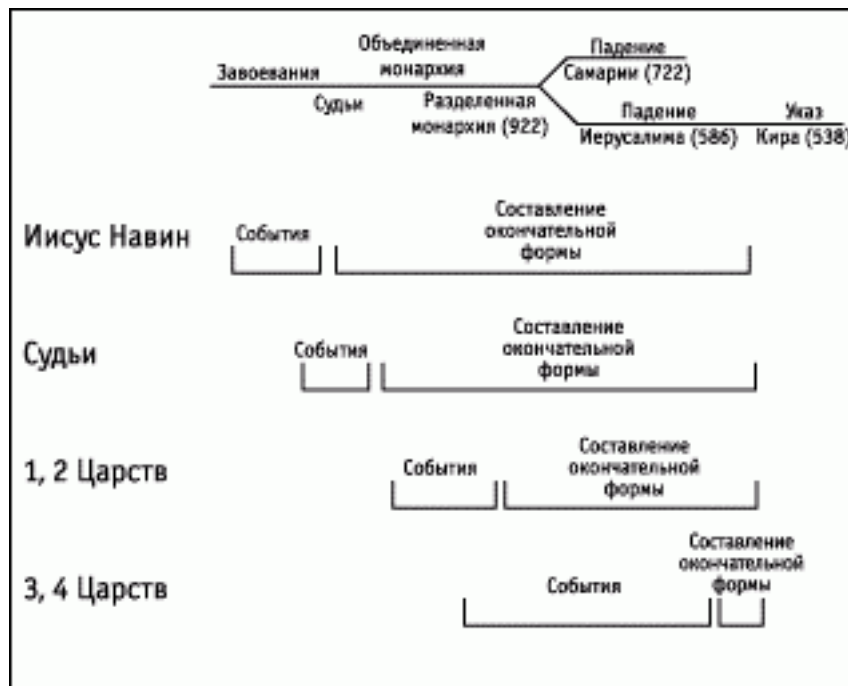 Объединенная
монархия
Падение
Завоевания
Самарии (722)
Судьи
Разделенная
монархия (922)
Падение
Иерусалима (586)
Указ
Кира (538)
Иисус Навин
События
Составление
окончательной
формы
Судьи
События
Составление
окончательной
формы
1, 2 Царств
События
Составление
окончательной
формы
3, 4 Царств
События
Составление
окончательной
формы